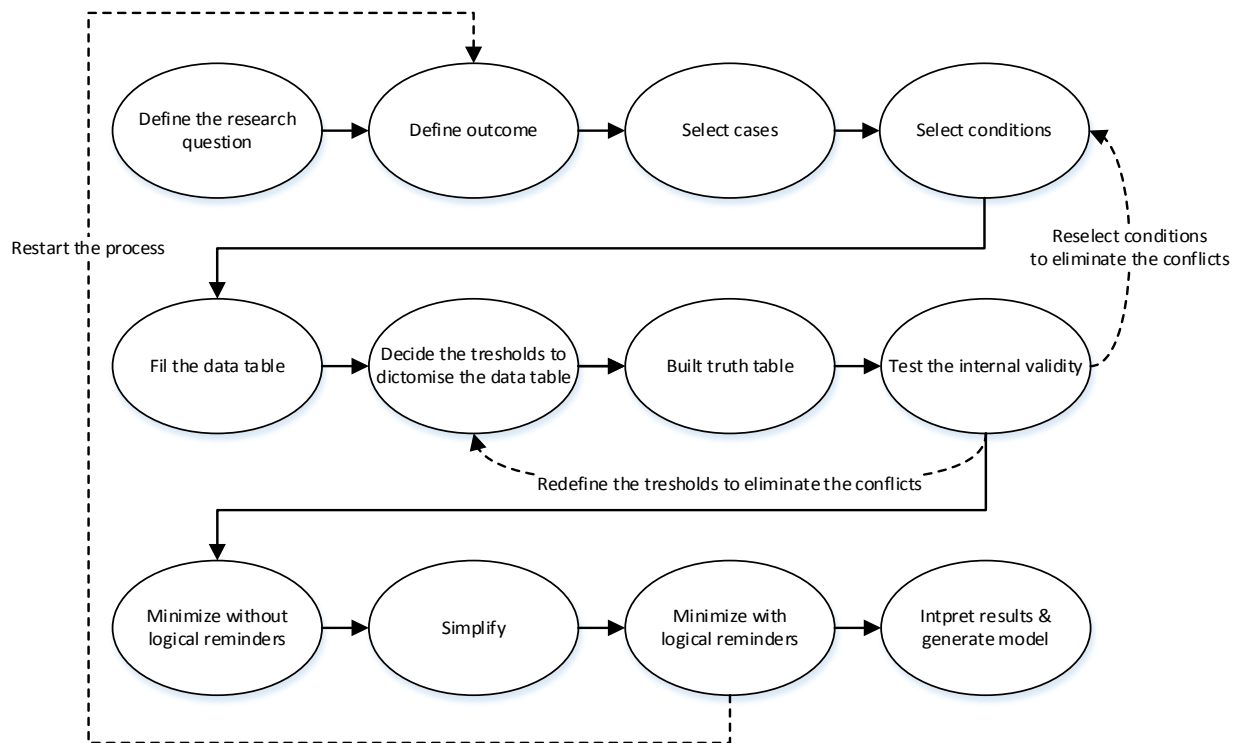 Define the research
question
Define outcome
Select cases
Select conditions
Restart the process
Reselect conditions
to eliminate the conflicts
Fil the data table
Decide the tresholds to
dictomise the data table
Built truth table
Test the internal validity
Redefine the tresholds to eliminate the conflicts
Minimize without
logical reminders
Simplify
Minimize with
logical reminders
Intpret results &
generate model